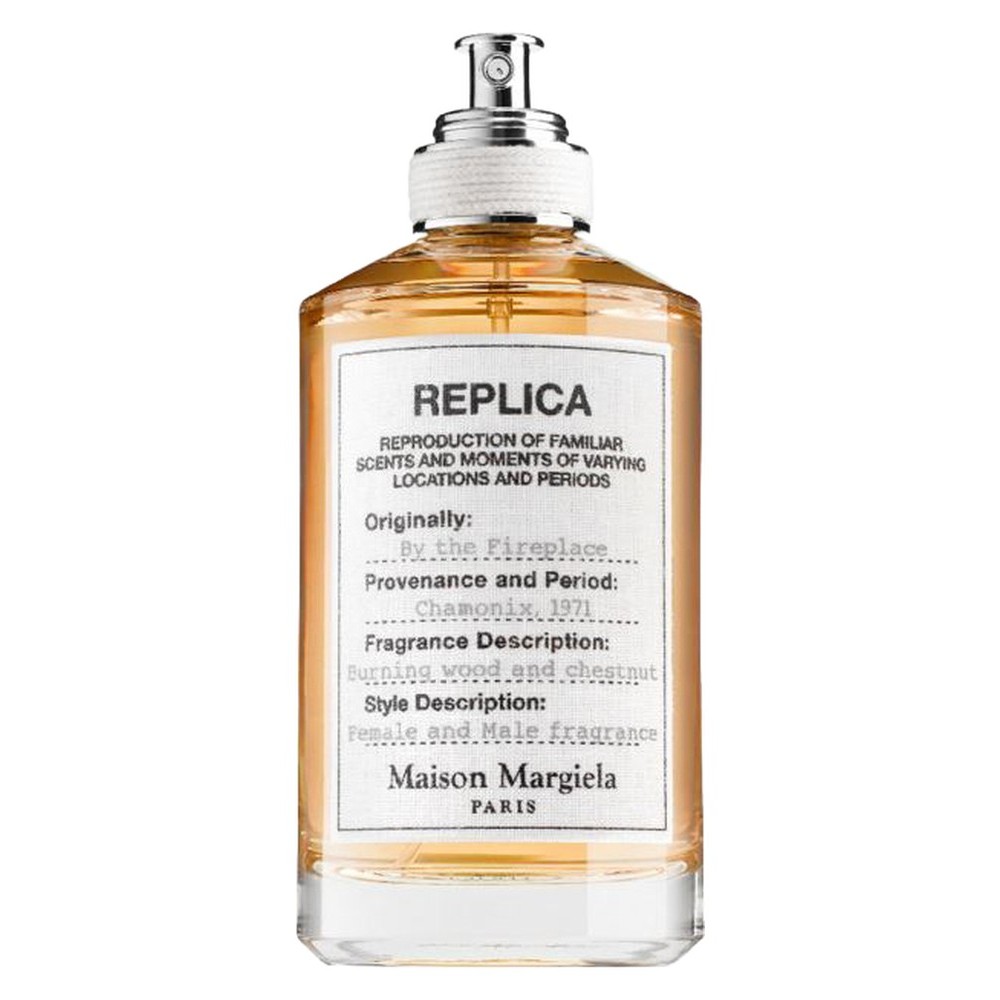 REPLICA
REPRODUCTION OF FAMILIAR
SCENTS AND MOMENTS OF VARYING
LOCATIONS AND PERIODS
Originally:
By the Fireplace
Provenance and Period:
Chamonix, 1971
Fragrance Description:
Burning wood and chestnut
Style Description:
Female and Male fragrance
Maison Margiela
PARIS